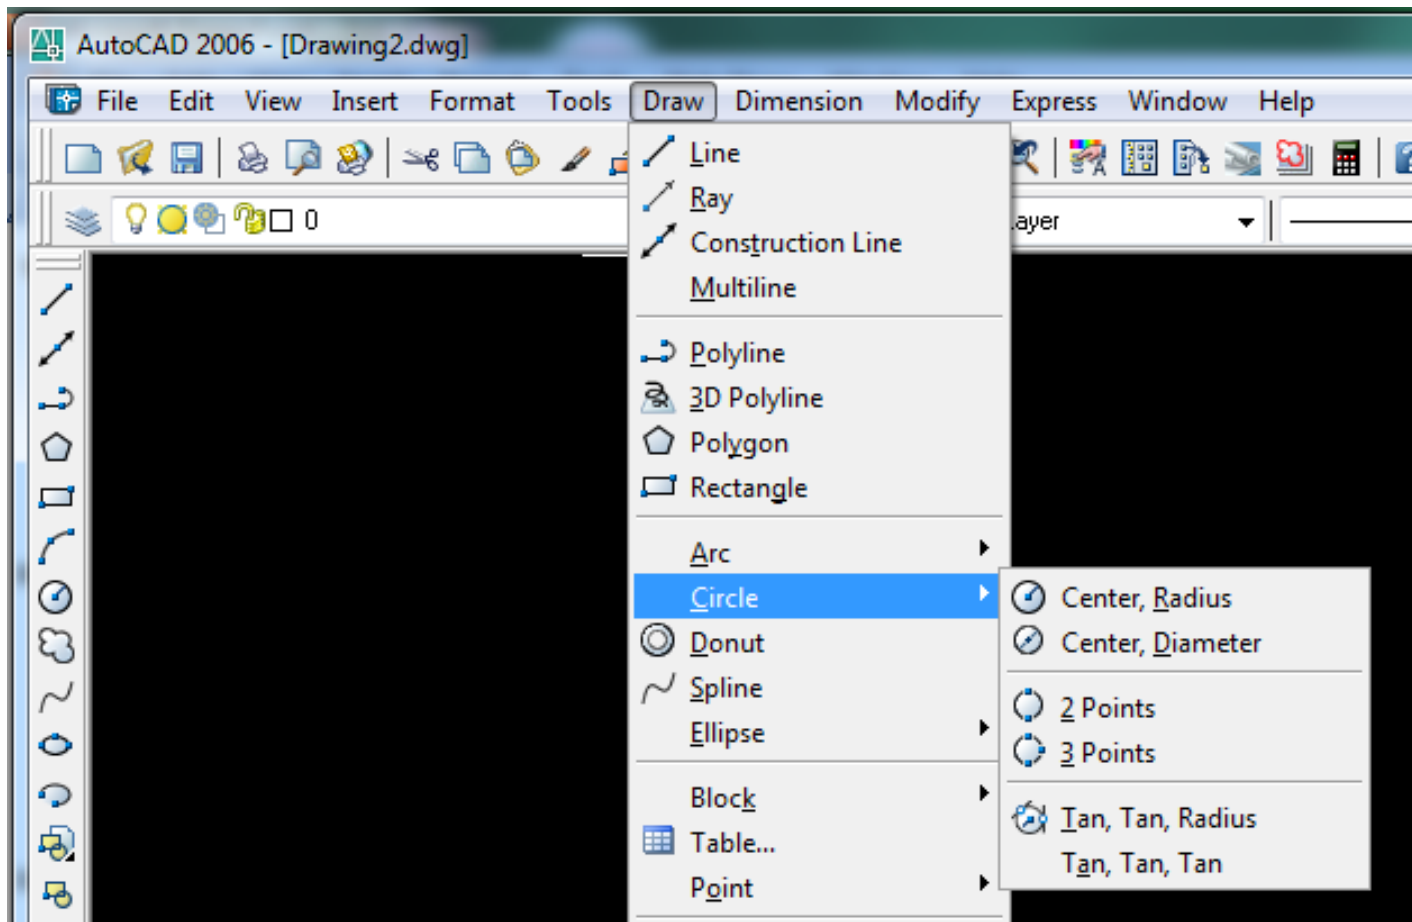 AutoCAD 2006 - [Drawing2.dwg]
File Edit View Insert Format Tools Draw Dimension Modify Express Window Help
Line
Ray
0
ayer
Construction Line
Multiline
Polyline
3D Polyline
Polygon
Rectangle
Arc
Circle
Donut
Spline
Ellipse
Block
Table...
Point
Center, Radius
Center, Diameter
2 Points
3 Points
Tan, Tan, Radius
Tan, Tan, Tan